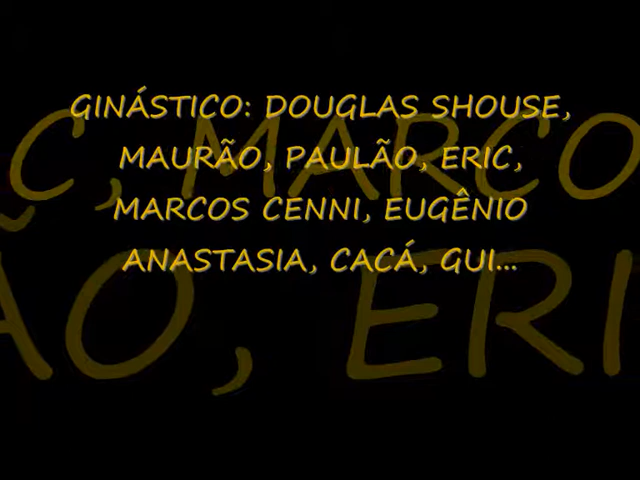 GINÁSTICO: DOUGLAS SHOUSE,
MAURÃO, PAULÃO, ERIC,
MARCOS CENNI, EUGÊNIO
ANASTASIA, CACÁ, GUI...